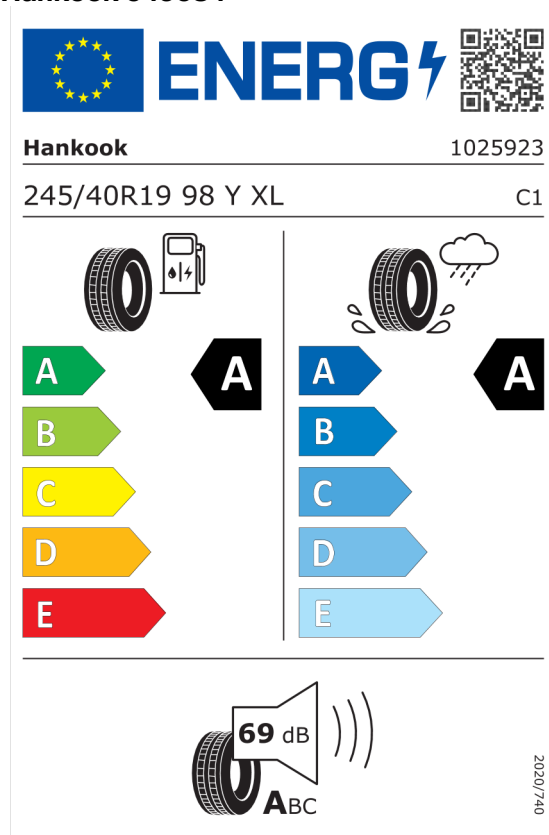 ENERG
Hankook 1025923
245/40R19 98 Y XL C1
A A
B
C
D
E
A A
B
C
D
E
69 dB
ABC
2020/740